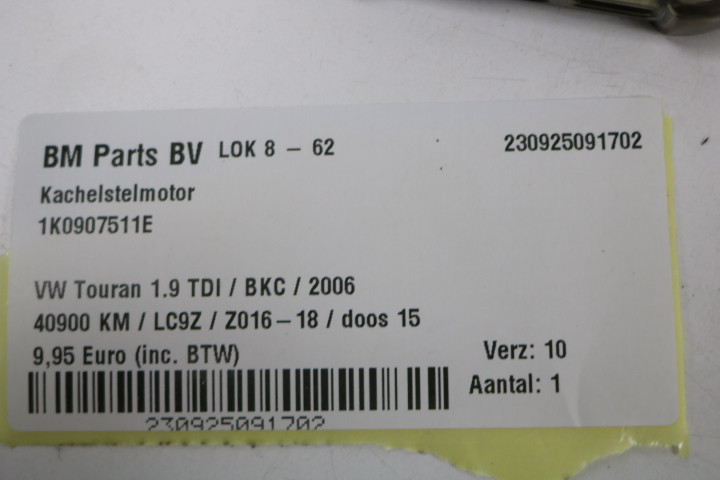 BM Parts BV LOK 8 – 62 230925091702
Kachelstelmotor
1K0907511E
VW Touran 1.9 TDI / BKC / 2006
40900 KM / LC9Z / Z016–18 / doos 15
9,95 Euro (inc. BTW) Verz: 10
Aantal: 1
230925091702